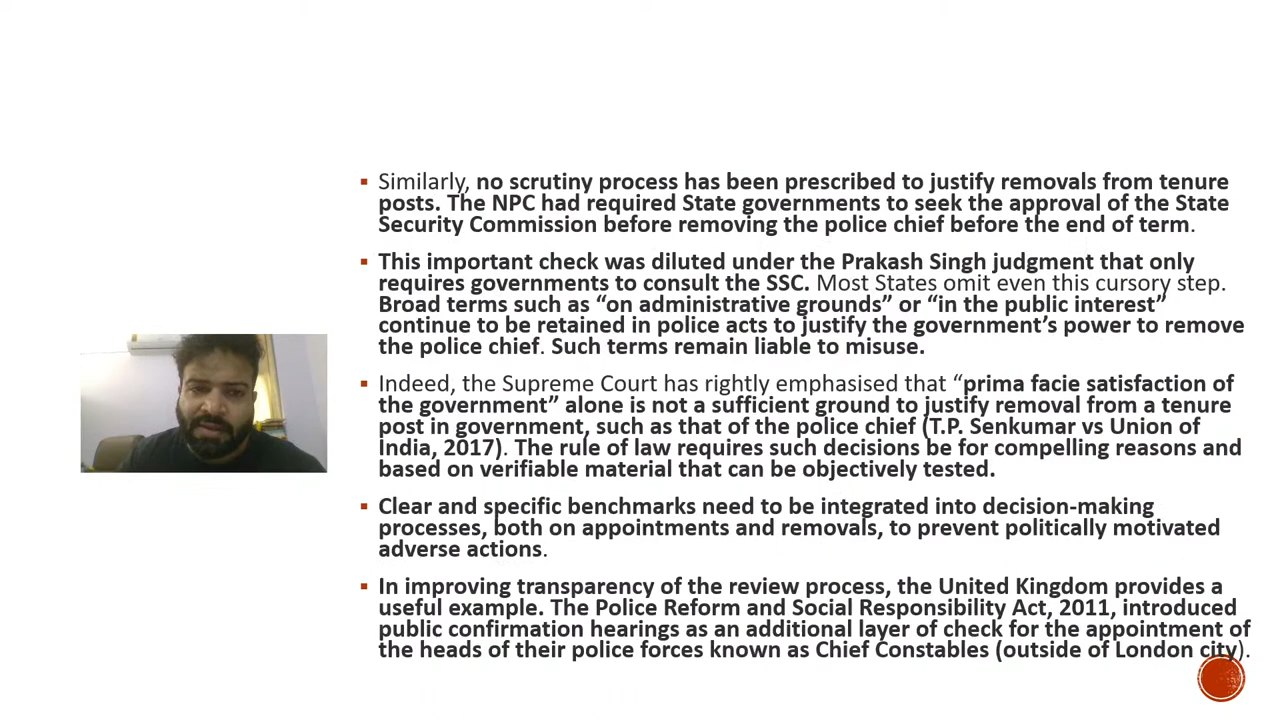 ▪ Similarly, no scrutiny process has been prescribed to justify removals from tenure
posts. The NPC had required State governments to seek the approval of the State
Security Commission before removing the police chief before the end of term.
▪ This important check was diluted under the Prakash Singh judgment that only
requires governments to consult the SSC. Most States omit even this cursory step.
Broad terms such as “on administrative grounds” or “in the public interest”
continue to be retained in police acts to justify the government’s power to remove
the police chief. Such terms remain liable to misuse.
▪ Indeed, the Supreme Court has rightly emphasised that “prima facie satisfaction of
the government” alone is not a sufficient ground to justify removal from a tenure
post in government, such as that of the police chief (T.P. Senkumar vs Union of
India, 2017). The rule of law requires such decisions be for compelling reasons and
based on verifiable material that can be objectively tested.
▪ Clear and specific benchmarks need to be integrated into decision-making
processes, both on appointments and removals, to prevent politically motivated
adverse actions.
▪ In improving transparency of the review process, the United Kingdom provides a
useful example. The Police Reform and Social Responsibility Act, 2011, introduced
public confirmation hearings as an additional layer of check for the appointment of
the heads of their police forces known as Chief Constables (outside of London city).